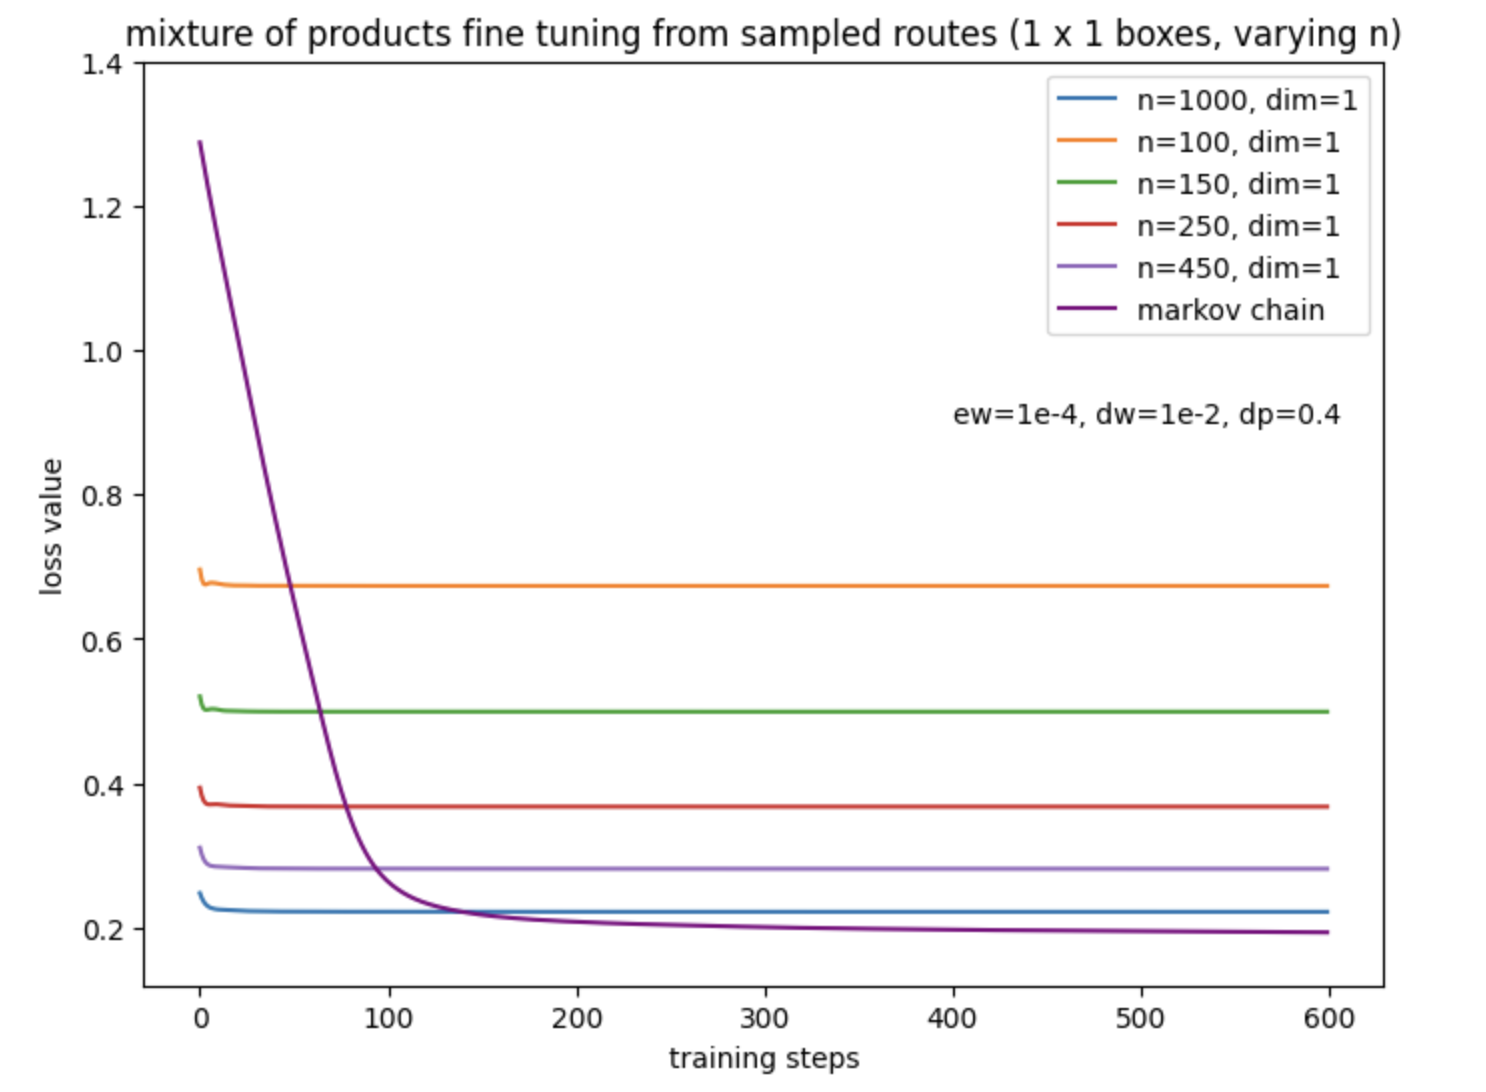 mixture of products fine tuning from sampled routes (1 x 1 boxes, varying n)
1.4
1.2
1.0
0.8
0.6
0.4
0.2
loss value
n=1000, dim=1
n=100, dim=1
n=150, dim=1
n=250, dim=1
n=450, dim=1
markov chain
ew=1e-4, dw=1e-2, dp=0.4
0 100 200 300 400 500 600
training steps